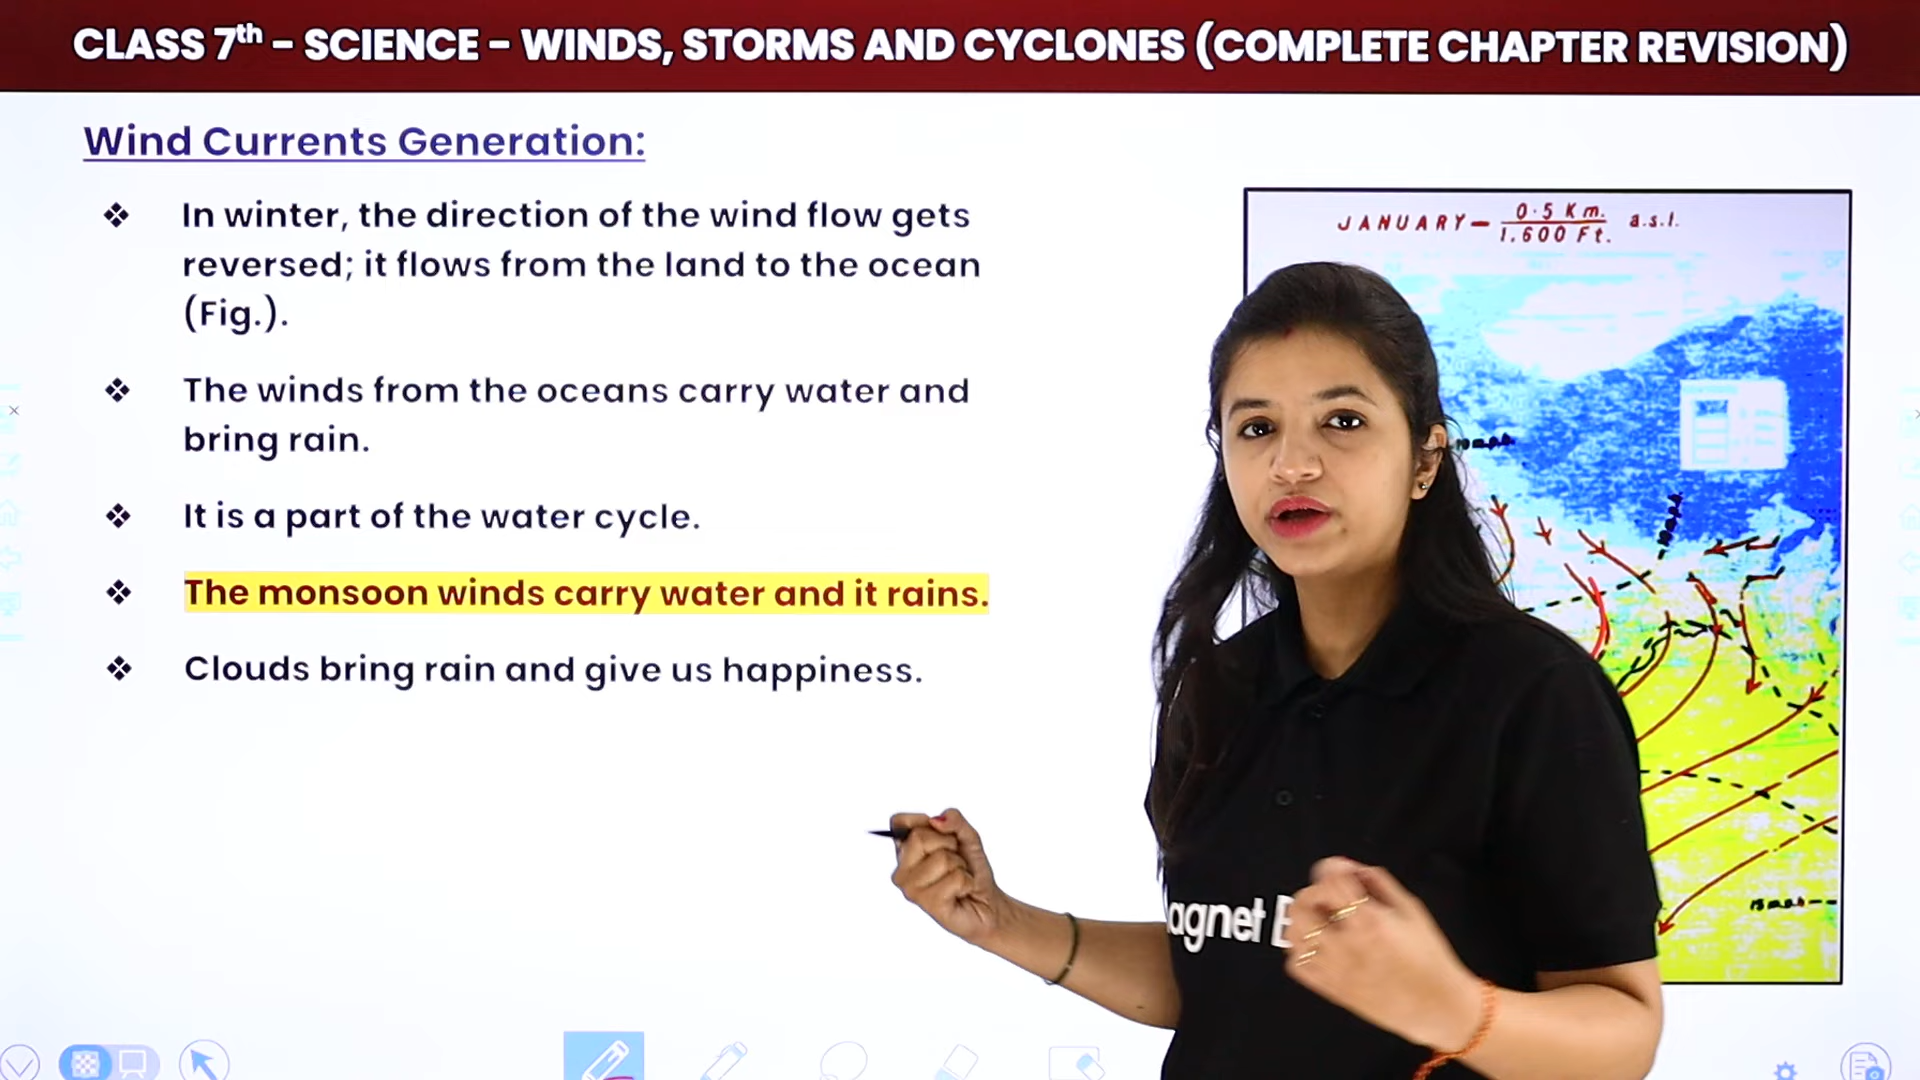 CLASS 7th – SCIENCE – WINDS, STORMS AND CYCLONES (COMPLETE CHAPTER REVISION)
Wind Currents Generation:
❖ In winter, the direction of the wind flow gets
reversed; it flows from the land to the ocean
(Fig.).
❖ The winds from the oceans carry water and
bring rain.
❖ It is a part of the water cycle.
❖ The monsoon winds carry water and it rains.
❖ Clouds bring rain and give us happiness.
JANUARY – 0·5 Km. a.s.l.
1,600 Ft.
agnet B